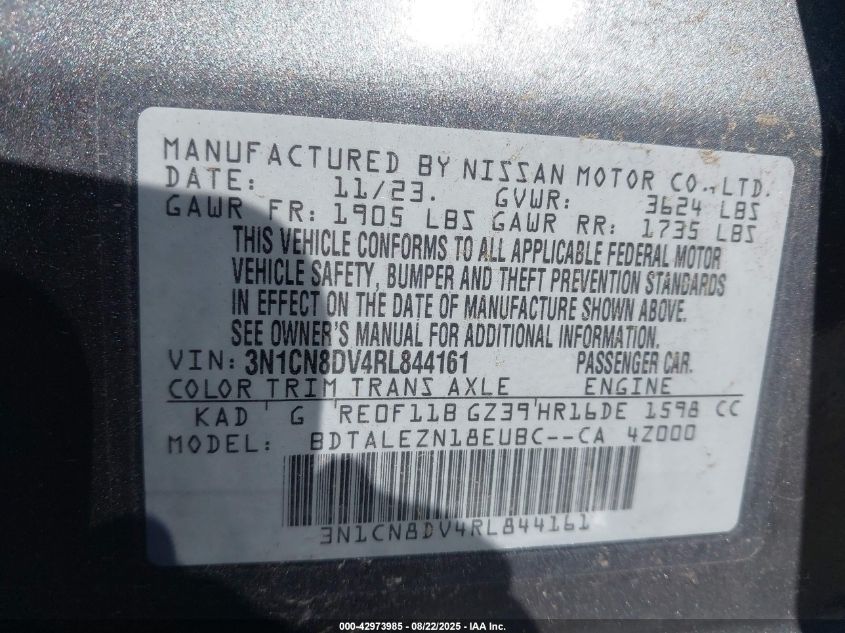 MANUFACTURED BY NISSAN MOTOR CO., LTD.
DATE: 11/23. GVWR: 3624 LBS
GAWR FR: 1905 LBS GAWR RR: 1735 LBS
THIS VEHICLE CONFORMS TO ALL APPLICABLE FEDERAL MOTOR
VEHICLE SAFETY, BUMPER AND THEFT PREVENTION STANDARDS
IN EFFECT ON THE DATE OF MANUFACTURE SHOWN ABOVE.
SEE OWNER'S MANUAL FOR ADDITIONAL INFORMATION.
VIN: 3N1CN8DV4RL844161 PASSENGER CAR.
COLOR TRIM TRANS AXLE ENGINE
KAD G RE0F11B GZ39 HR16DE 1598 CC
MODEL: BDTALEZN18EUBC--CA 4Z000
3N1CN8DV4RL844161
000-42973985 - 08/22/2025 - IAA Inc.